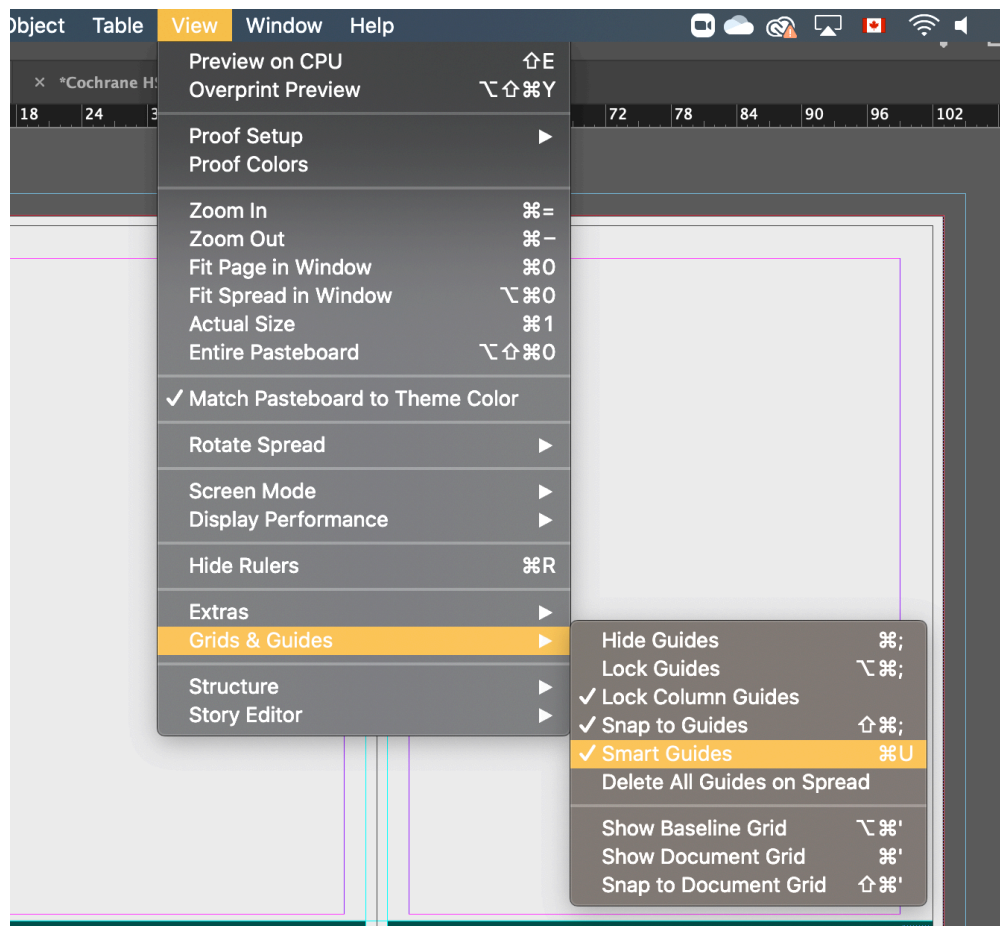 Object Table View Window Help
Preview on CPU ⇧E
Overprint Preview ⌥⇧⌘Y
× *Cochrane HS
18 24 3 72 78 84 90 96 102
Proof Setup ▶
Proof Colors
Zoom In ⌘=
Zoom Out ⌘−
Fit Page in Window ⌘0
Fit Spread in Window ⌥⌘0
Actual Size ⌘1
Entire Pasteboard ⌥⇧⌘0
✓ Match Pasteboard to Theme Color
Rotate Spread ▶
Screen Mode ▶
Display Performance ▶
Hide Rulers ⌘R
Extras ▶
Grids & Guides ▶
Structure ▶
Story Editor ▶
Hide Guides ⌘;
Lock Guides ⌥⌘;
✓ Lock Column Guides
✓ Snap to Guides ⇧⌘;
✓ Smart Guides ⌘U
Delete All Guides on Spread
Show Baseline Grid ⌥⌘'
Show Document Grid ⌘'
Snap to Document Grid ⇧⌘'